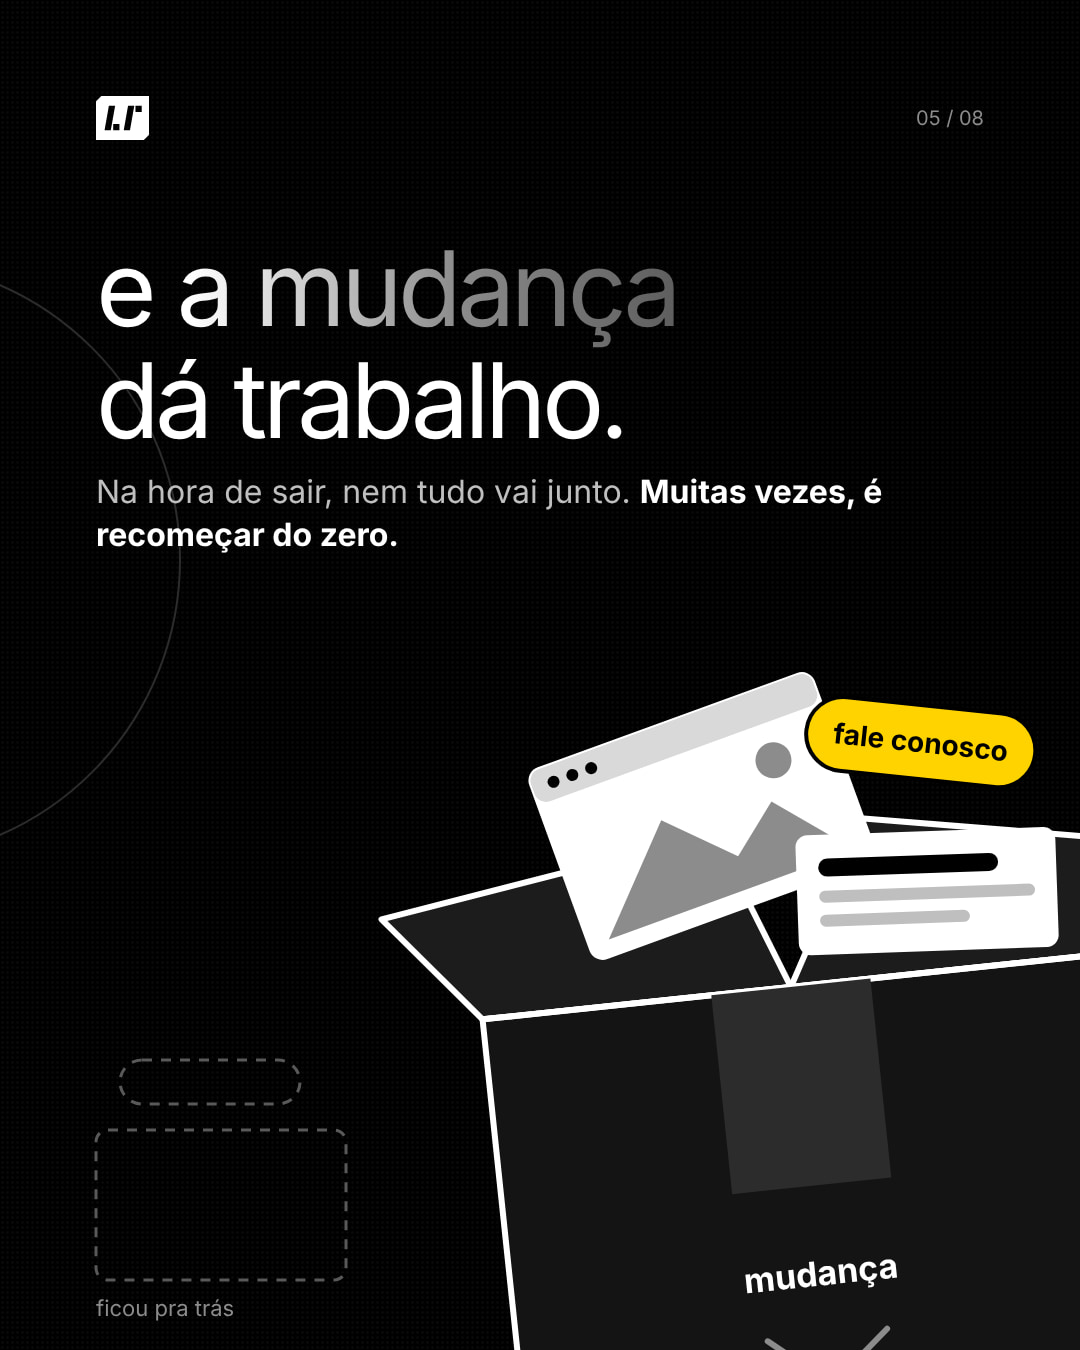 05 / 08
e a mudança
dá trabalho.
Na hora de sair, nem tudo vai junto. Muitas vezes, é
recomeçar do zero.
fale conosco
mudança
ficou pra trás